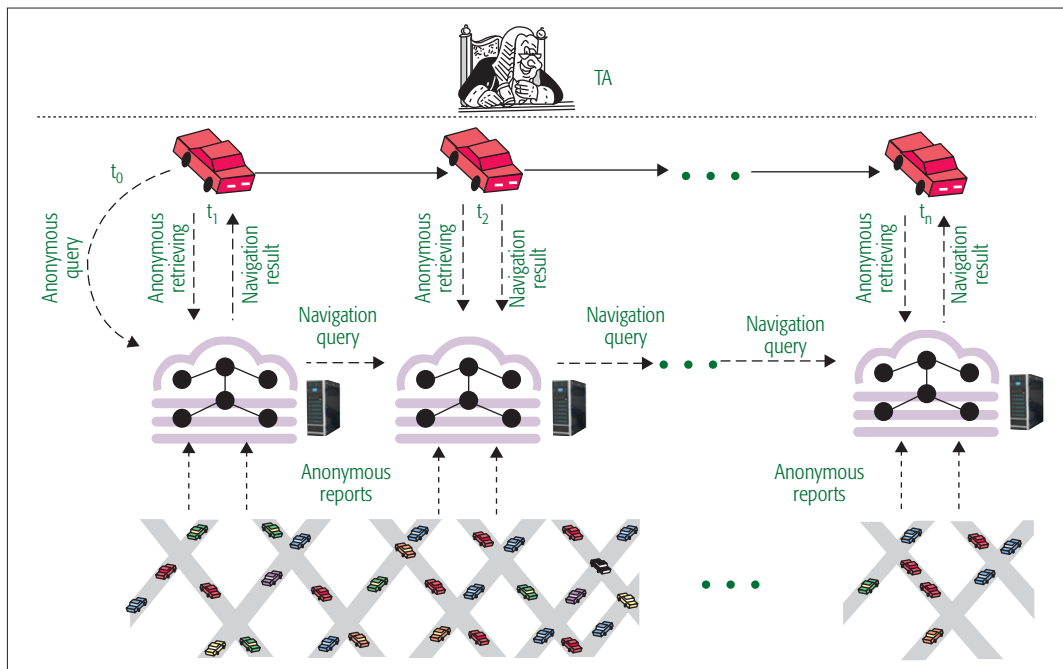 TA
t0
t1
t2
tn
Anonymous
query
Anonymous
retrieving
Navigation
result
Anonymous
retrieving
Navigation
result
Anonymous
retrieving
Navigation
result
Navigation
query
Navigation
query
Navigation
query
Anonymous
reports
Anonymous
reports